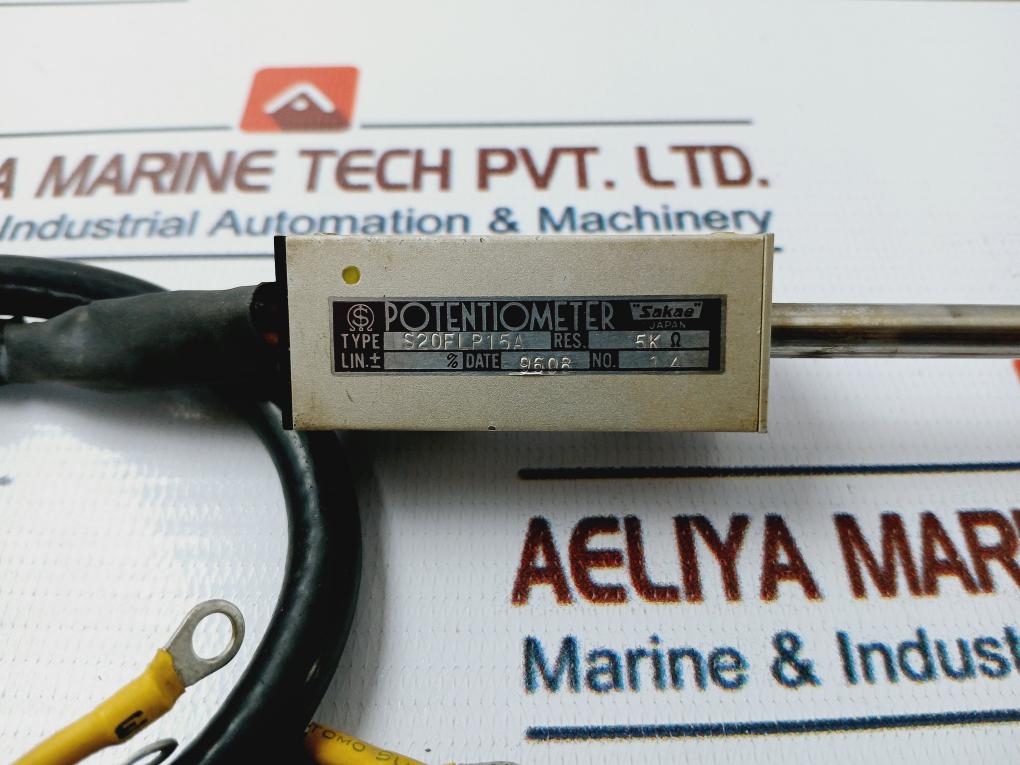 A MARINE TECH PVT. LTD.
Industrial Automation & Machinery
POTENTIOMETER "Sakae" JAPAN
TYPE S20FLP15A RES. 5K Ω
LIN.± % DATE 9608 NO. 14
AELIYA MAR
Marine & Indust
3